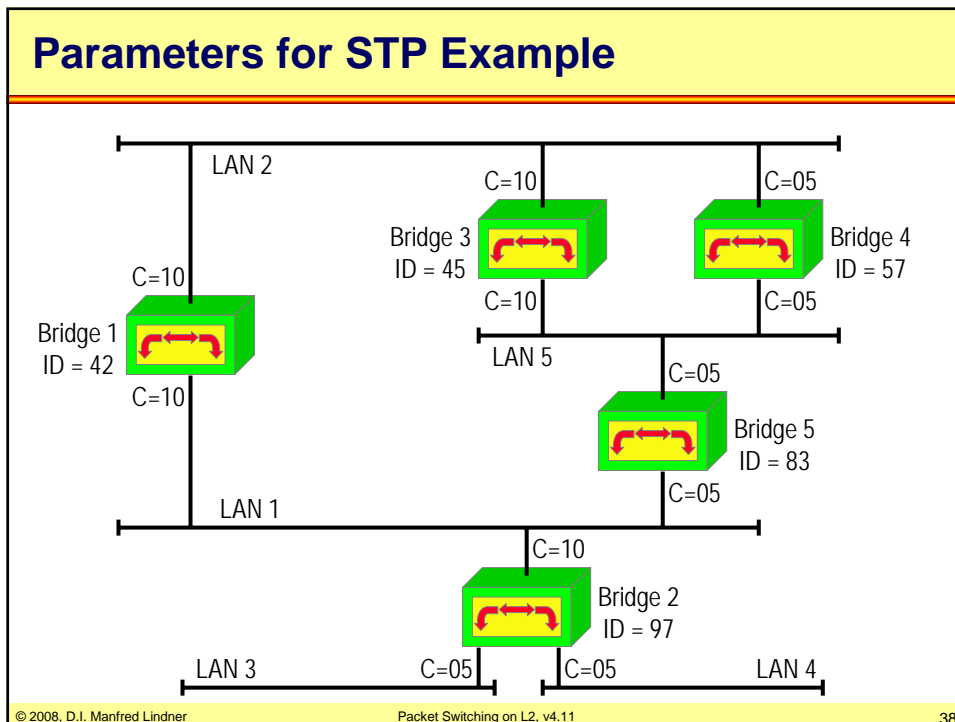 Parameters for STP Example
LAN 2
C=10
C=05
Bridge 3
ID = 45
Bridge 4
ID = 57
C=10
C=10
C=05
Bridge 1
ID = 42
LAN 5
C=05
C=10
Bridge 5
ID = 83
C=05
LAN 1
C=10
Bridge 2
ID = 97
LAN 3
C=05
C=05
LAN 4
© 2008, D.I. Manfred Lindner
Packet Switching on L2, v4.11
38